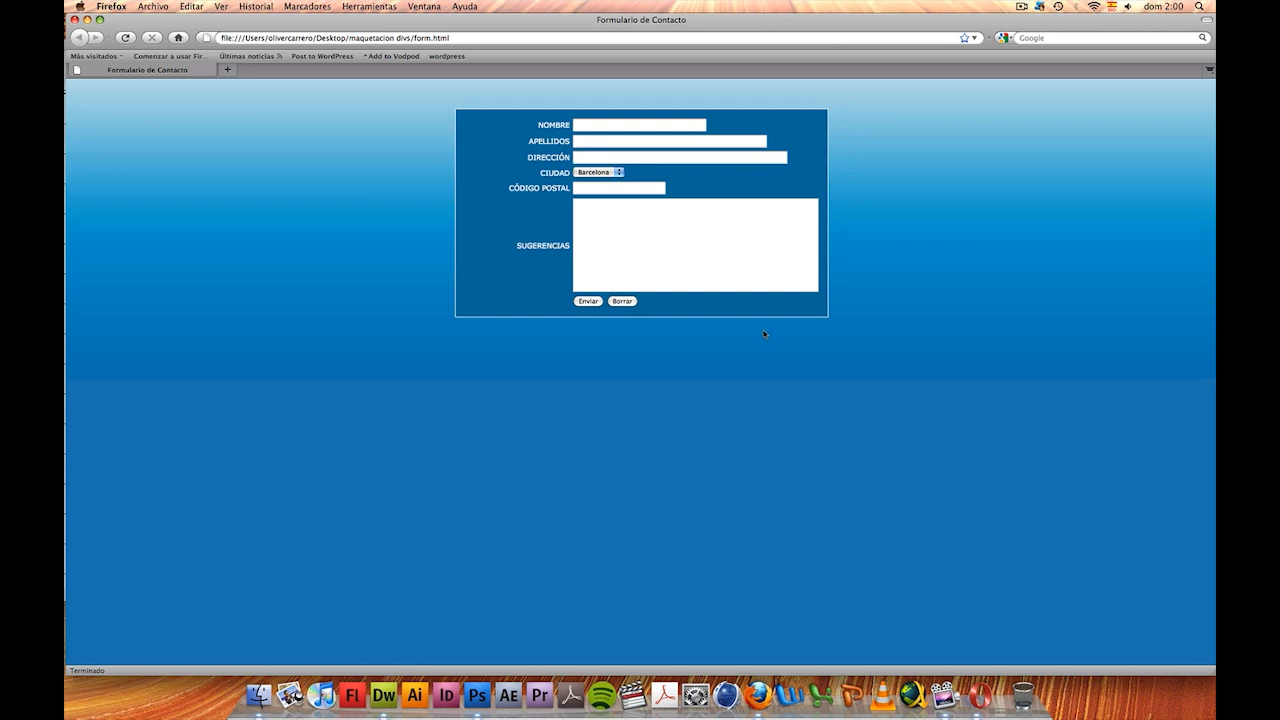 Firefox Archivo Editar Ver Historial Marcadores Herramientas Ventana Ayuda dom 2:00
Formulario de Contacto
file:///Users/olivercarrero/Desktop/maquetacion divs/form.html Google
Más visitados Comenzar a usar Fir... Últimas noticias Post to WordPress * Add to Vodpod wordpress
Formulario de Contacto +
NOMBRE
APELLIDOS
DIRECCIÓN
CIUDAD Barcelona
CÓDIGO POSTAL
SUGERENCIAS
Enviar Borrar
Terminado
Fl Dw Ai Id Ps AE Pr